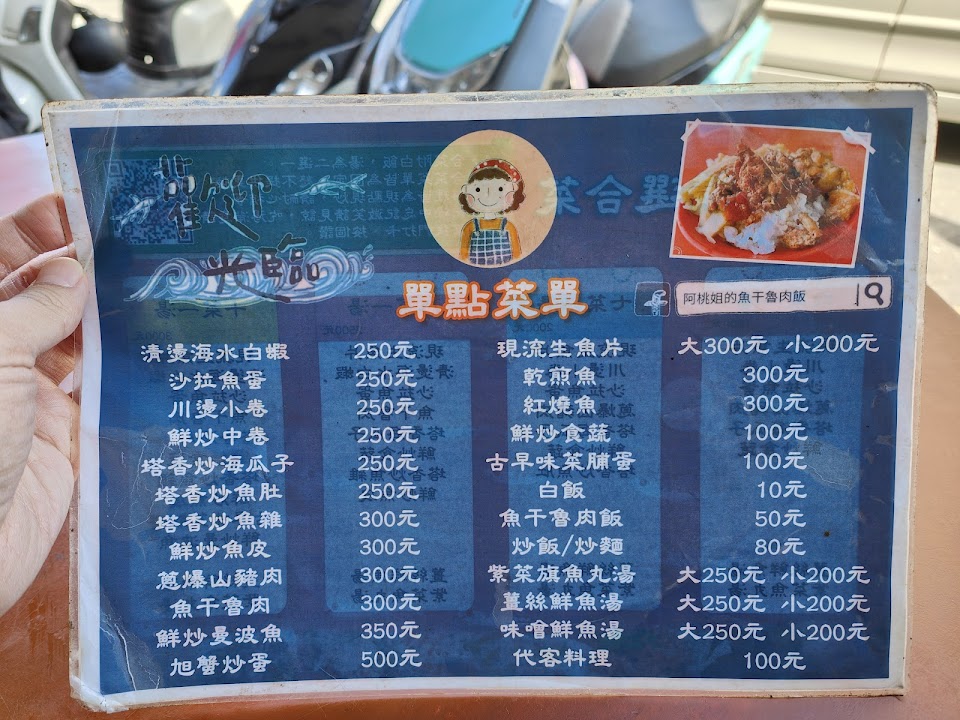 歡迎
光臨
單點菜單
阿桃姐的魚干魯肉飯
清燙海水白蝦 250元
沙拉魚蛋 250元
川燙小卷 250元
鮮炒中卷 250元
塔香炒海瓜子 250元
塔香炒魚肚 250元
塔香炒魚雜 300元
鮮炒魚皮 300元
蔥爆山豬肉 300元
魚干魯肉 300元
鮮炒曼波魚 350元
旭蟹炒蛋 500元
現流生魚片 大300元 小200元
乾煎魚 300元
紅燒魚 300元
鮮炒食蔬 100元
古早味菜脯蛋 100元
白飯 10元
魚干魯肉飯 50元
炒飯/炒麵 80元
紫菜旗魚丸湯 大250元 小200元
薑絲鮮魚湯 大250元 小200元
味噌鮮魚湯 大250元 小200元
代客料理 100元